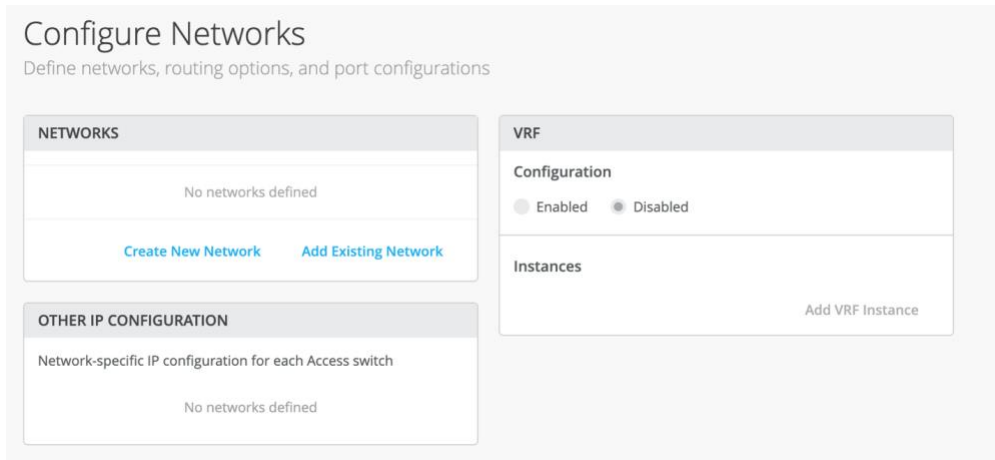 Configure Networks
Define networks, routing options, and port configurations
NETWORKS
No networks defined
Create New Network Add Existing Network
OTHER IP CONFIGURATION
Network-specific IP configuration for each Access switch
No networks defined
VRF
Configuration
Enabled Disabled
Instances
Add VRF Instance